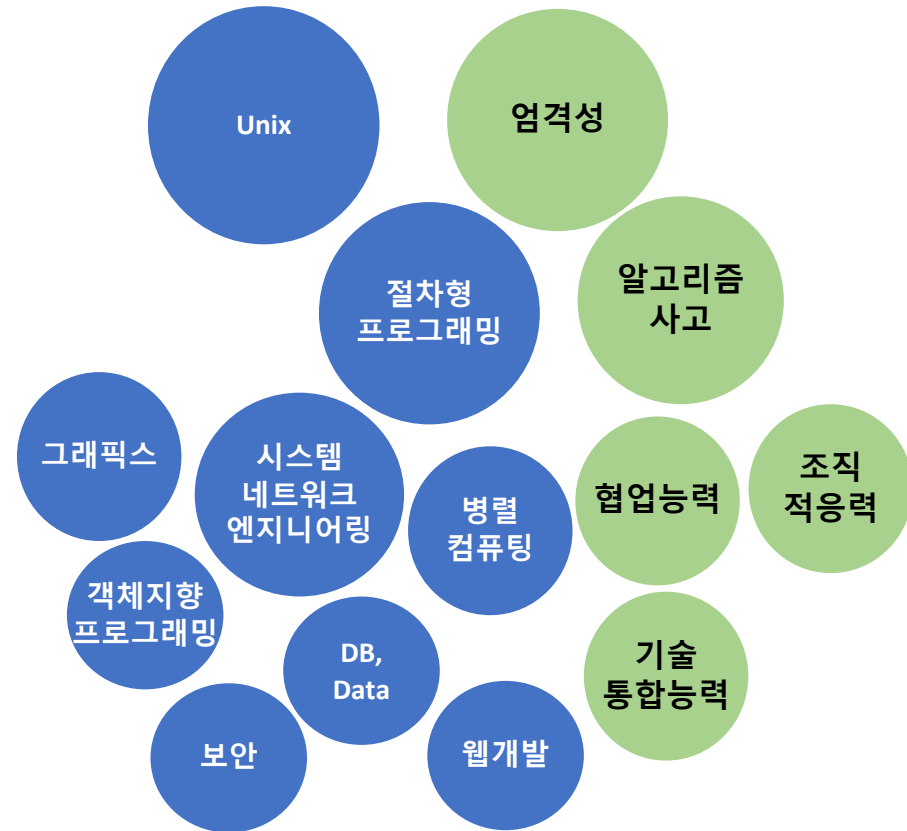 Unix
엄격성
절차형
프로그래밍
알고리즘
사고
그래픽스
시스템
네트워크
엔지니어링
병렬
컴퓨팅
협업능력
조직
적응력
객체지향
프로그래밍
DB,
Data
기술
통합능력
보안
웹개발